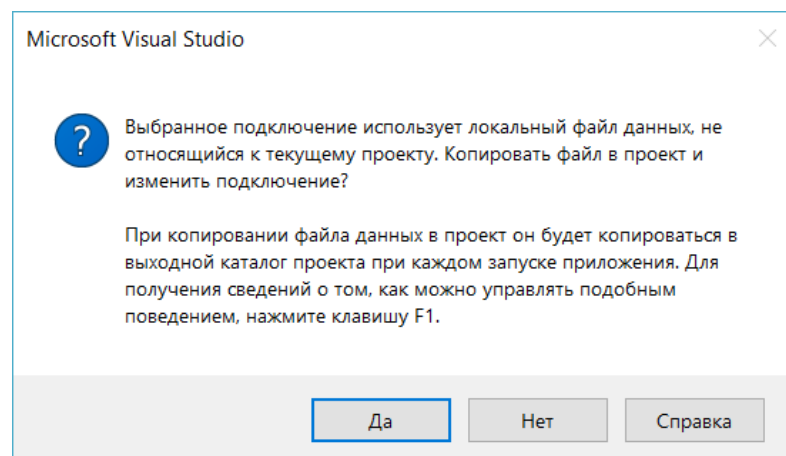 Microsoft Visual Studio
?
Выбранное подключение использует локальный файл данных, не
относящийся к текущему проекту. Копировать файл в проект и
изменить подключение?
При копировании файла данных в проект он будет копироваться в
выходной каталог проекта при каждом запуске приложения. Для
получения сведений о том, как можно управлять подобным
поведением, нажмите клавишу F1.
Да Нет Справка